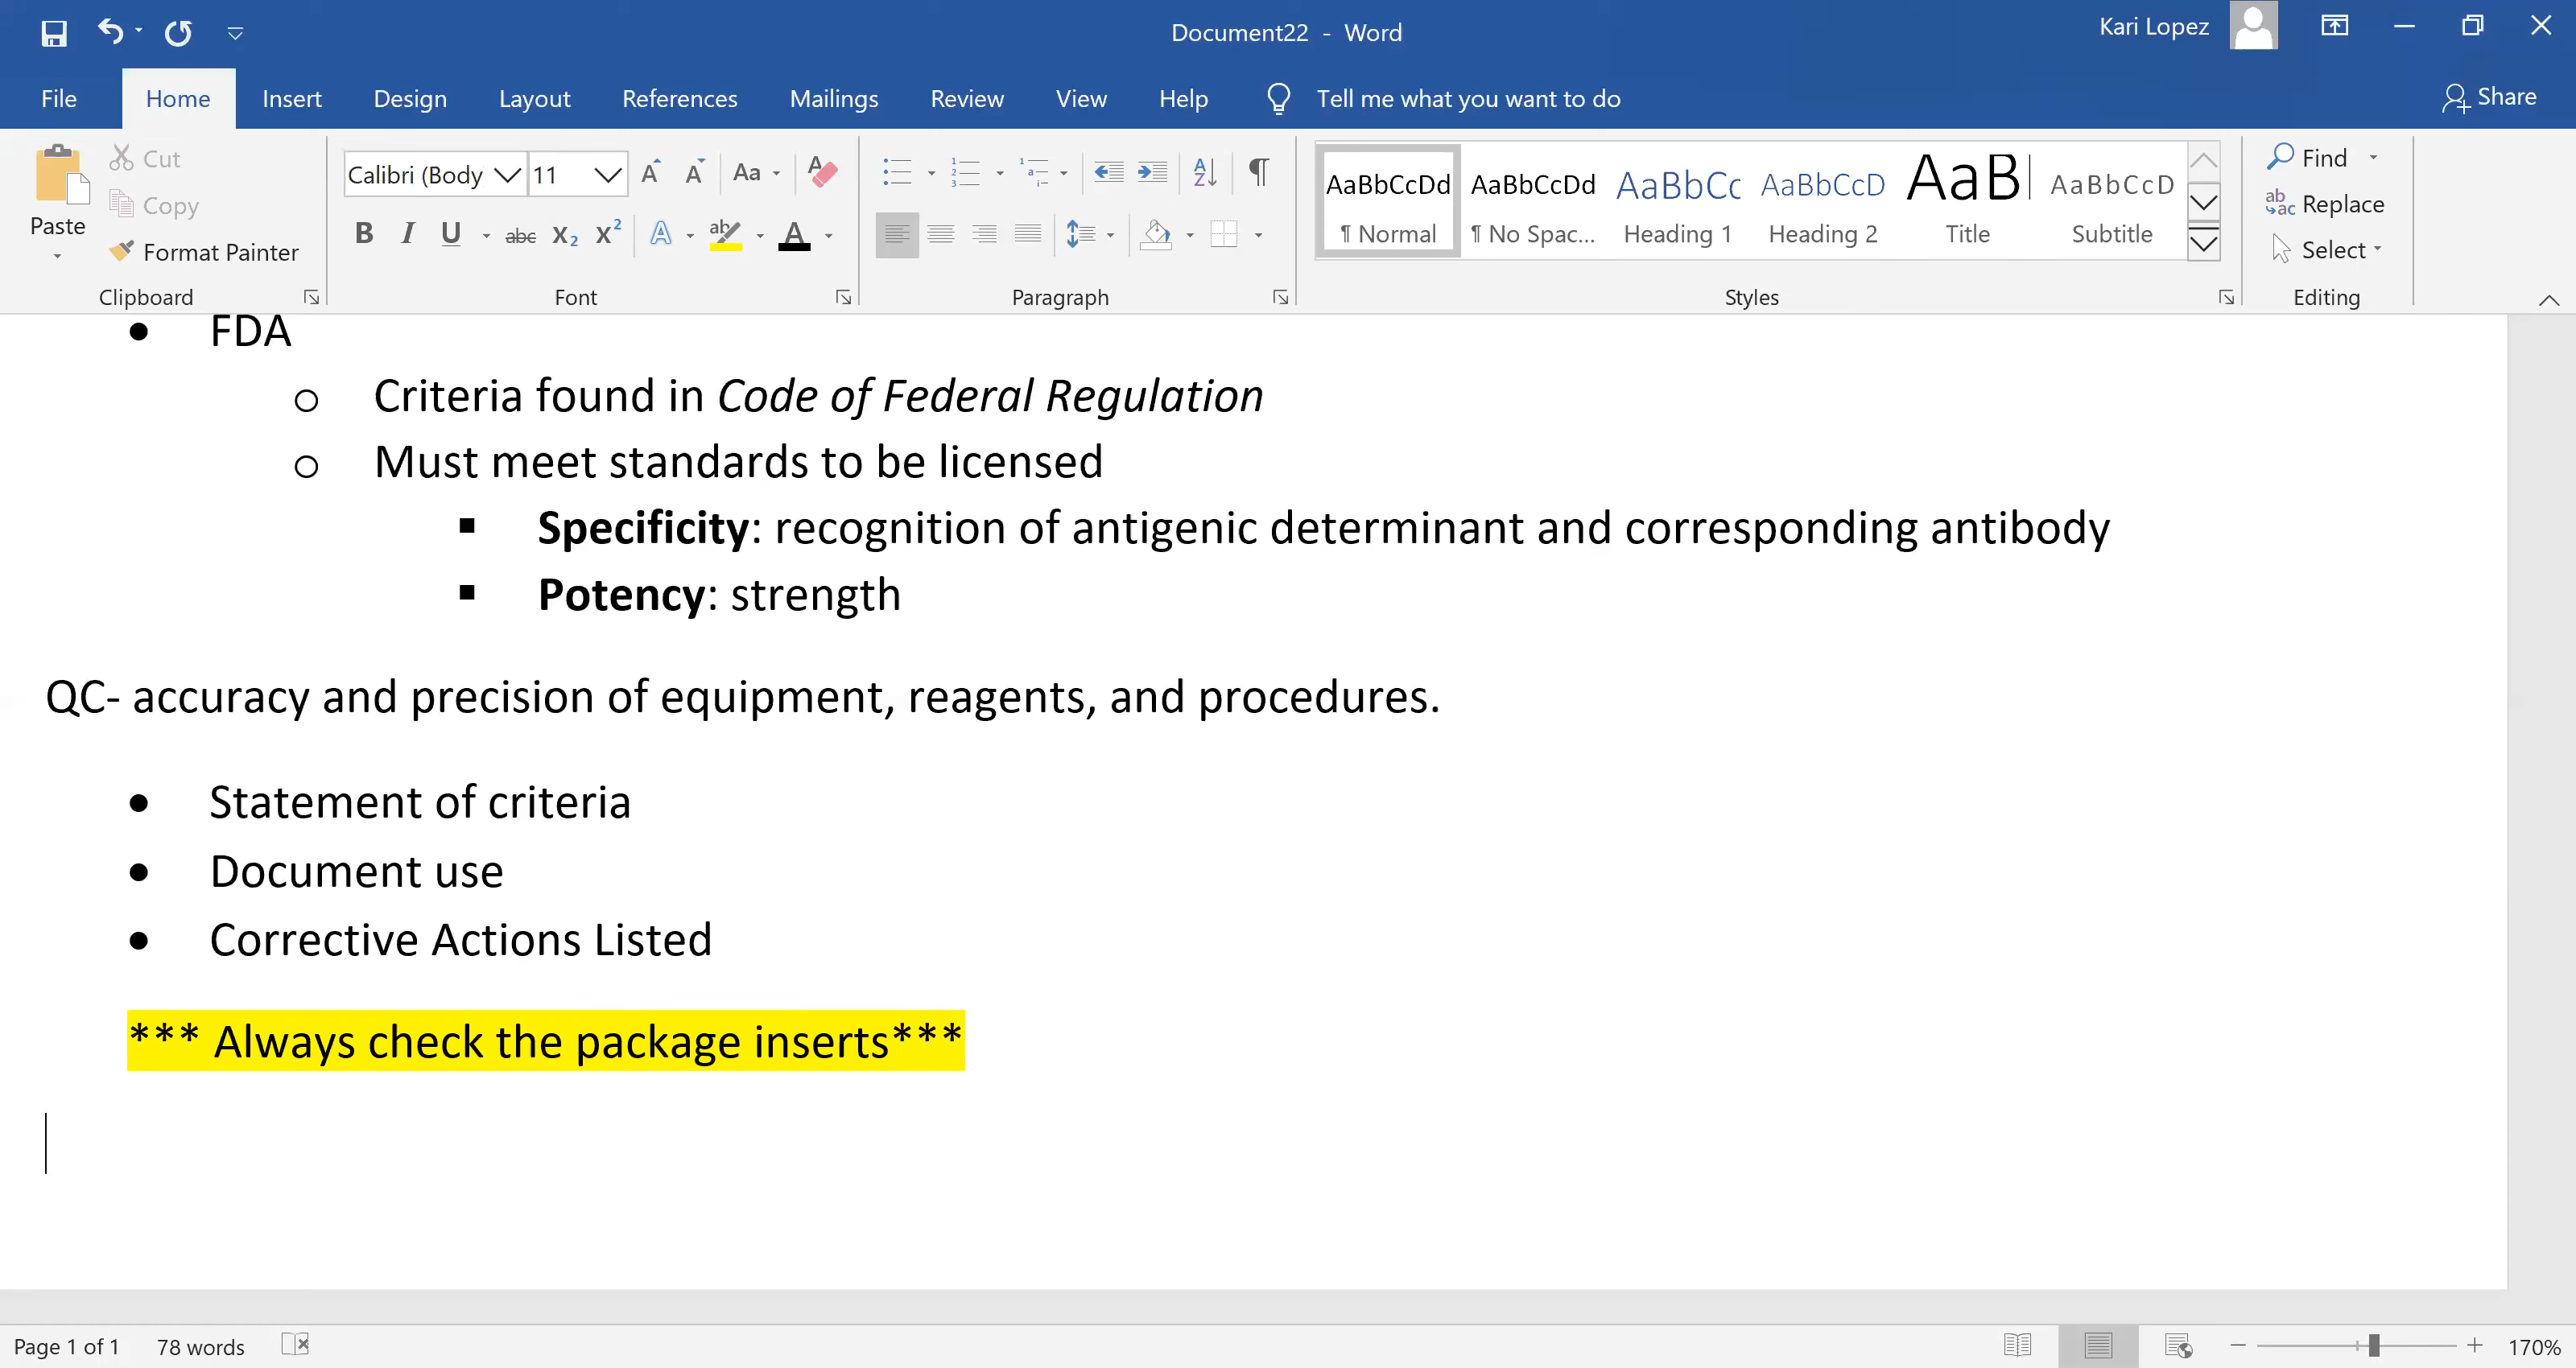 Document22 - Word
Kari Lopez
File Home Insert Design Layout References Mailings Review View Help Tell me what you want to do Share
Paste
Cut
Copy
Format Painter
Clipboard
Calibri (Body 11
Font
Paragraph
AaBbCcDd AaBbCcDd AaBbCc AaBbCcD AaB AaBbCcD
¶ Normal ¶ No Spac... Heading 1 Heading 2 Title Subtitle
Styles
Find
Replace
Select
Editing
• FDA
o Criteria found in Code of Federal Regulation
o Must meet standards to be licensed
▪ Specificity: recognition of antigenic determinant and corresponding antibody
▪ Potency: strength
QC- accuracy and precision of equipment, reagents, and procedures.
• Statement of criteria
• Document use
• Corrective Actions Listed
*** Always check the package inserts***
Page 1 of 1 78 words 170%